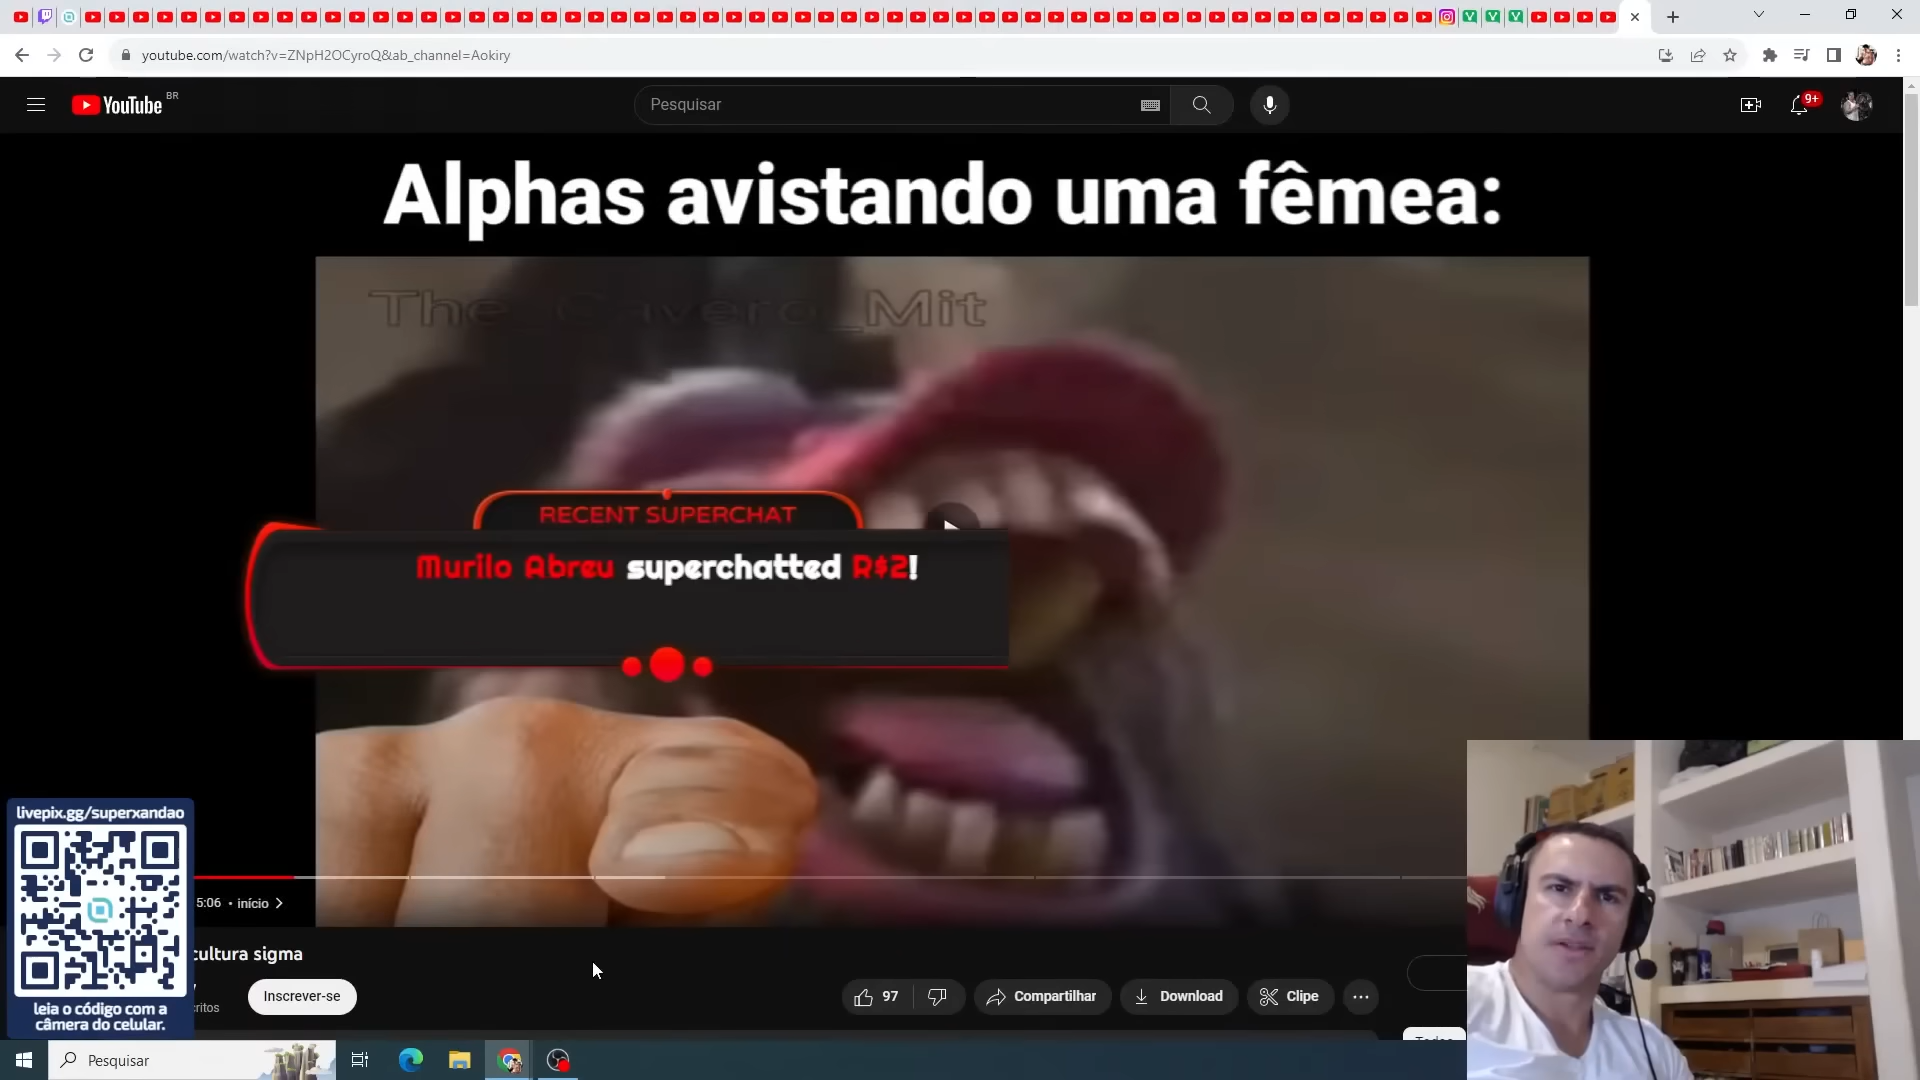 youtube.com/watch?v=ZNpH2OCyroQ&ab_channel=Aokiry
YouTube BR
Pesquisar
9+
Alphas avistando uma fêmea:
The_Cavero_Mit
RECENT SUPERCHAT
Murilo Abreu superchatted R$2!
livepix.gg/superxandao
leia o código com a
câmera do celular.
5:06 • início
cultura sigma
critos
Inscrever-se
97
Compartilhar
Download
Clipe
Pesquisar